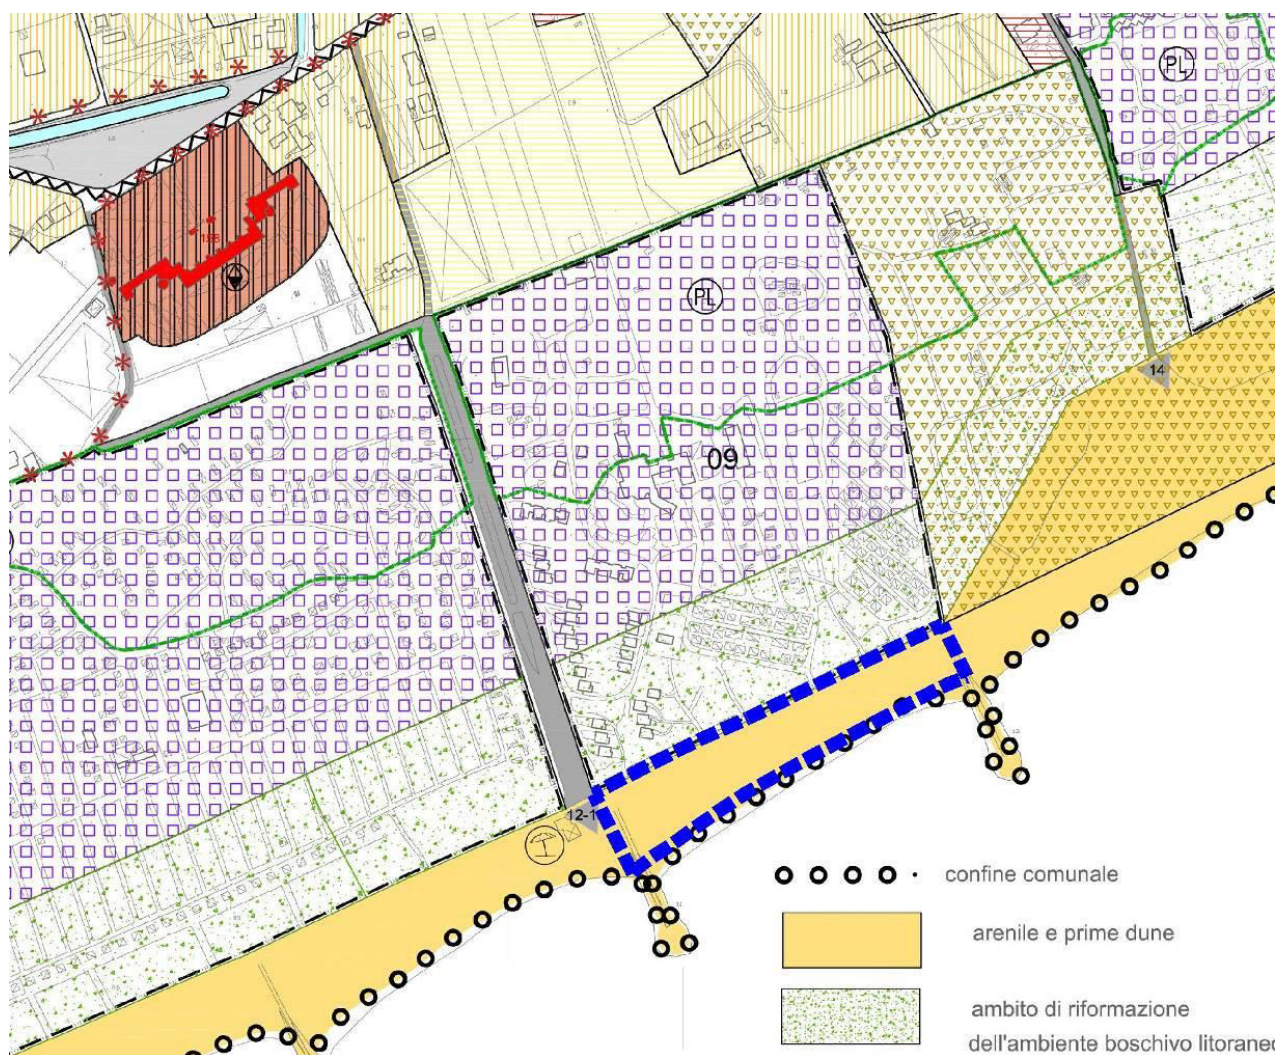 PL
PL
09
14
12-1
confine comunale
arenile e prime dune
ambito di riformazione
dell'ambiente boschivo litoraneo